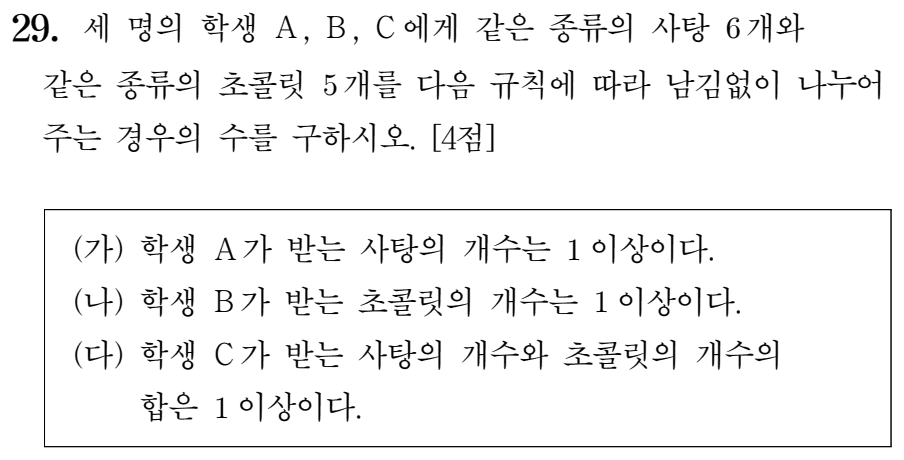 29. 세 명의 학생 A, B, C에게 같은 종류의 사탕 6개와
같은 종류의 초콜릿 5개를 다음 규칙에 따라 남김없이 나누어
주는 경우의 수를 구하시오. [4점]
(가) 학생 A가 받는 사탕의 개수는 1 이상이다.
(나) 학생 B가 받는 초콜릿의 개수는 1 이상이다.
(다) 학생 C가 받는 사탕의 개수와 초콜릿의 개수의
합은 1 이상이다.